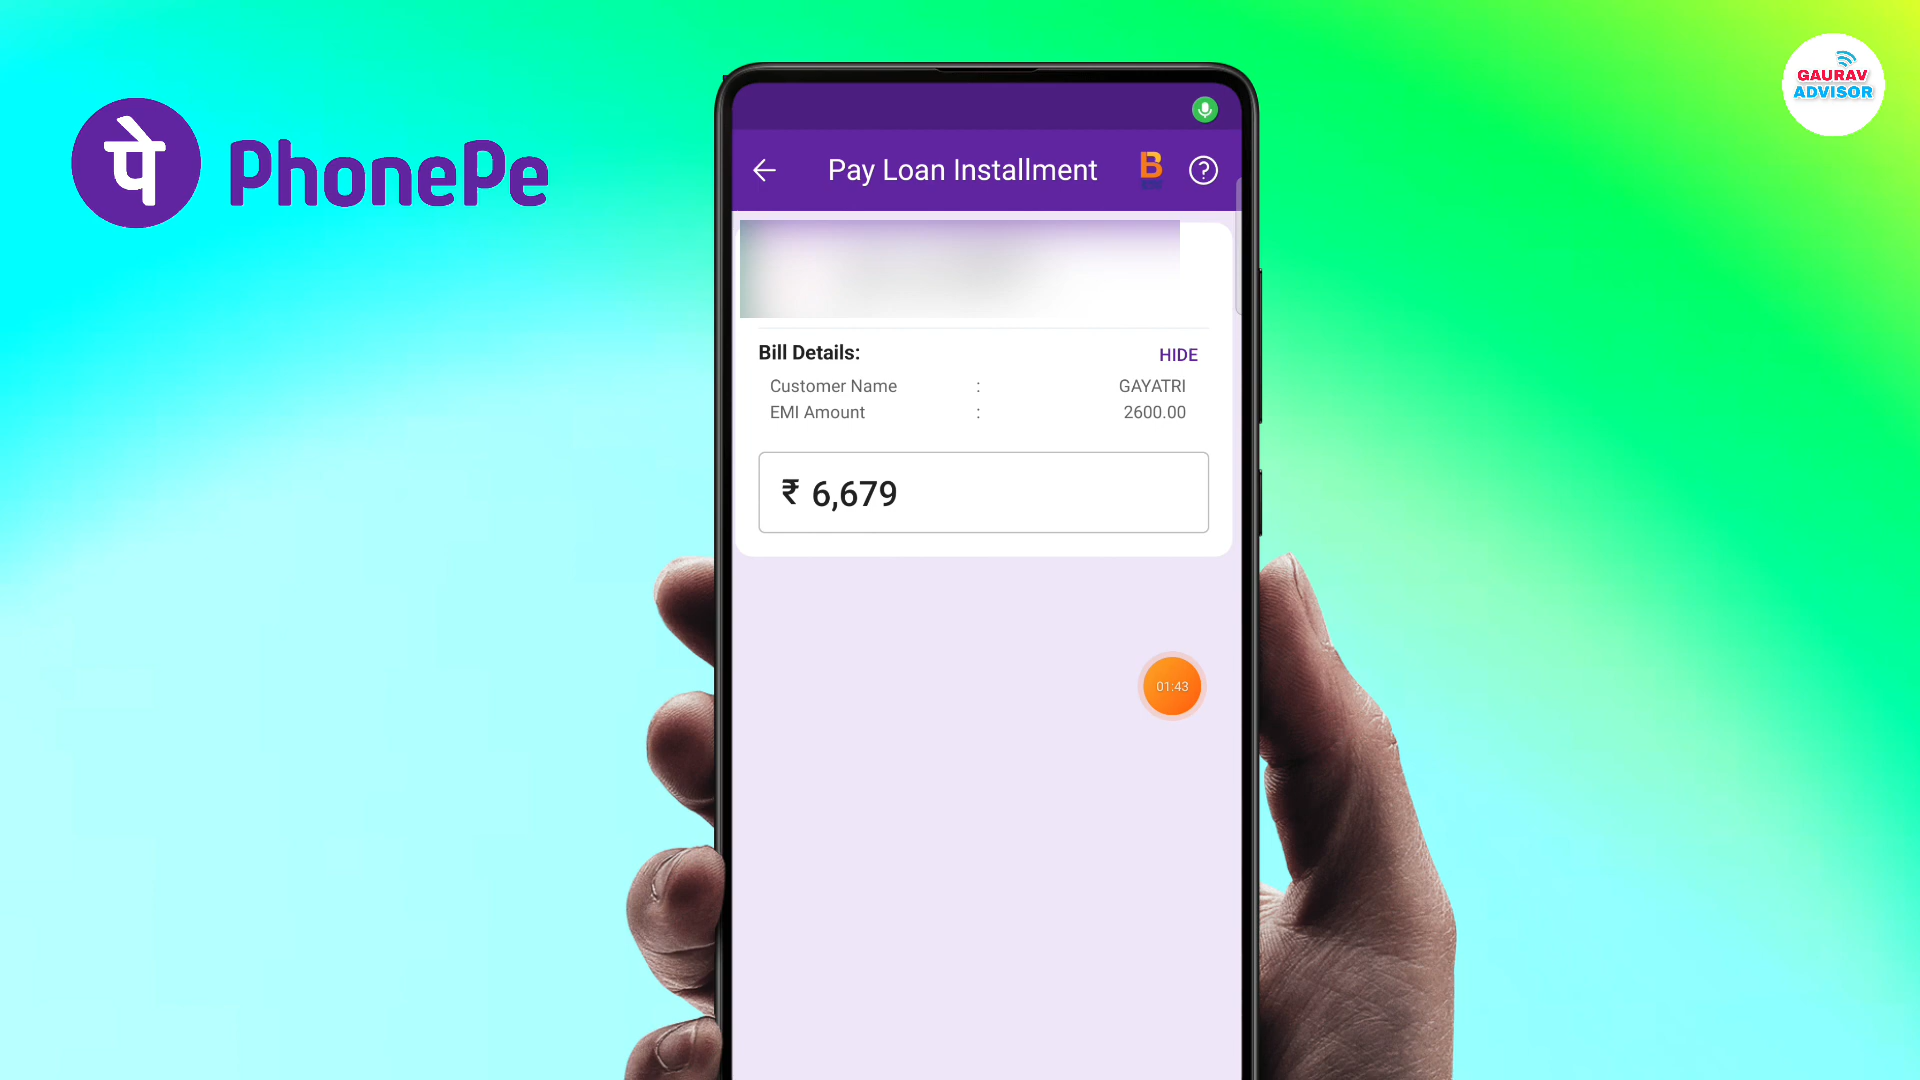 पे PhonePe
GAURAV
ADVISOR
Pay Loan Installment
B
Bill Details:
HIDE
Customer Name : GAYATRI
EMI Amount : 2600.00
₹ 6,679
01:43